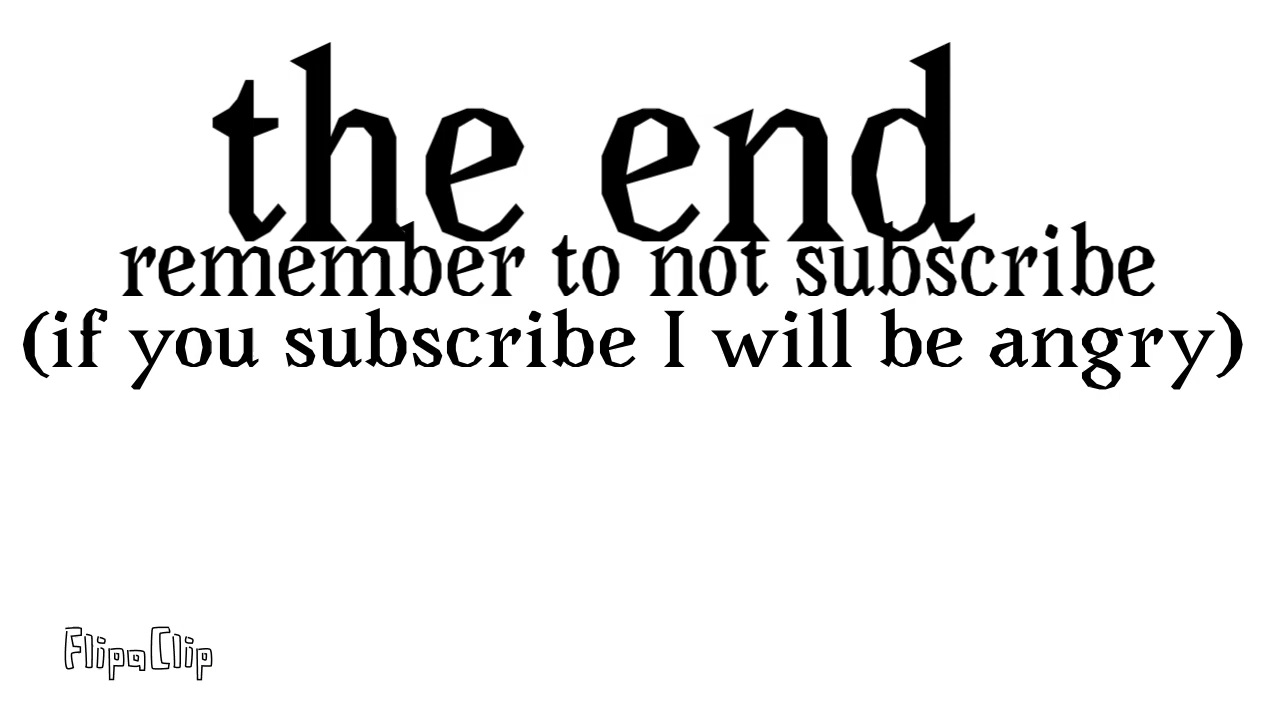 the end
remember to not subscribe
(if you subscribe I will be angry)
FlipaClip